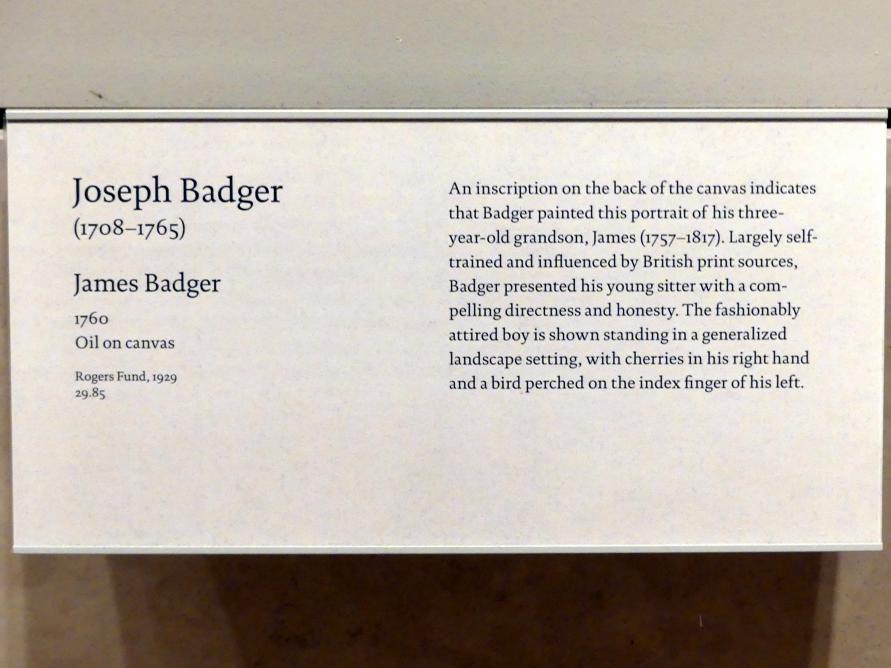 Joseph Badger
(1708–1765)
James Badger
1760
Oil on canvas
Rogers Fund, 1929
29.85
An inscription on the back of the canvas indicates
that Badger painted this portrait of his three-
year-old grandson, James (1757–1817). Largely self-
trained and influenced by British print sources,
Badger presented his young sitter with a com-
pelling directness and honesty. The fashionably
attired boy is shown standing in a generalized
landscape setting, with cherries in his right hand
and a bird perched on the index finger of his left.